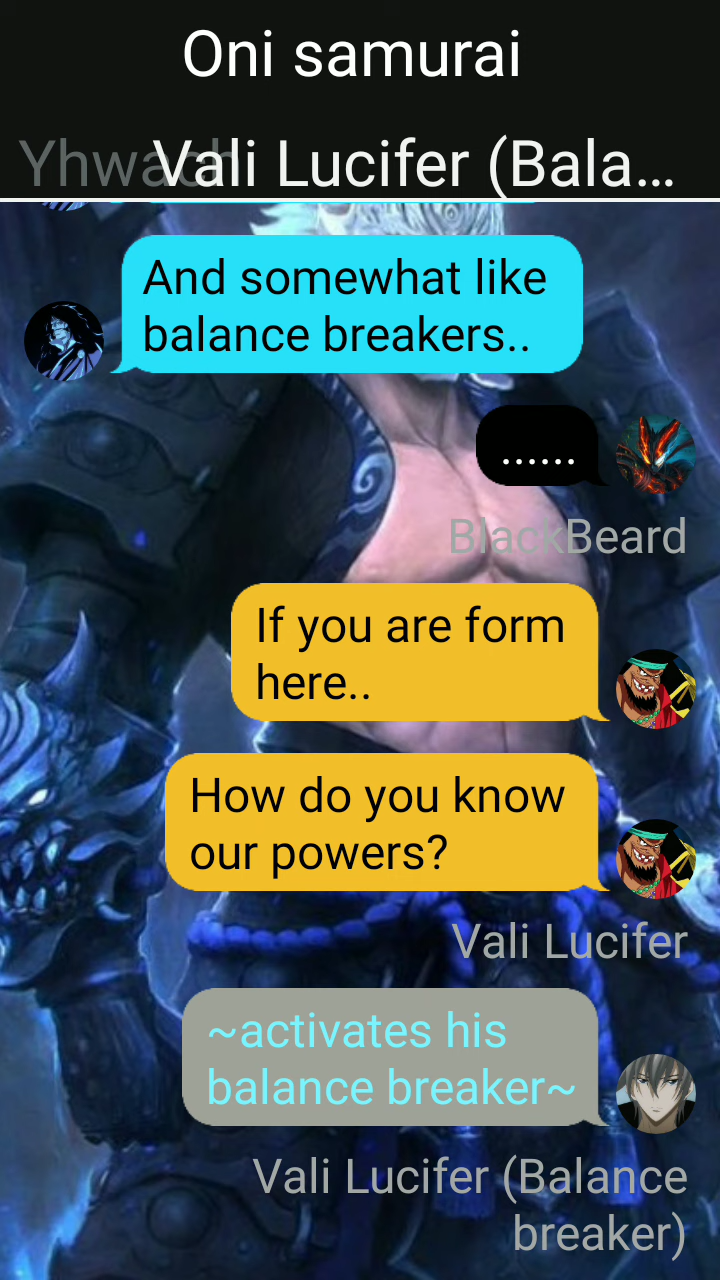 Oni samurai
Yhwach
Vali Lucifer (Bala...
And somewhat like
balance breakers..
......
BlackBeard
If you are form
here..
How do you know
our powers?
Vali Lucifer
~activates his
balance breaker~
Vali Lucifer (Balance
breaker)